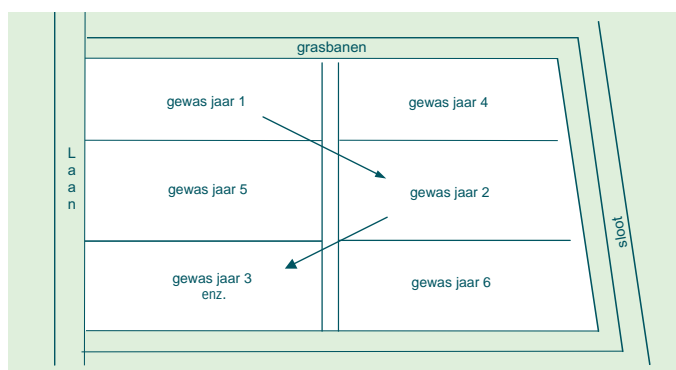 grasbanen
gewas jaar 1
gewas jaar 4
Laan
gewas jaar 5
gewas jaar 2
sloot
gewas jaar 3
enz.
gewas jaar 6